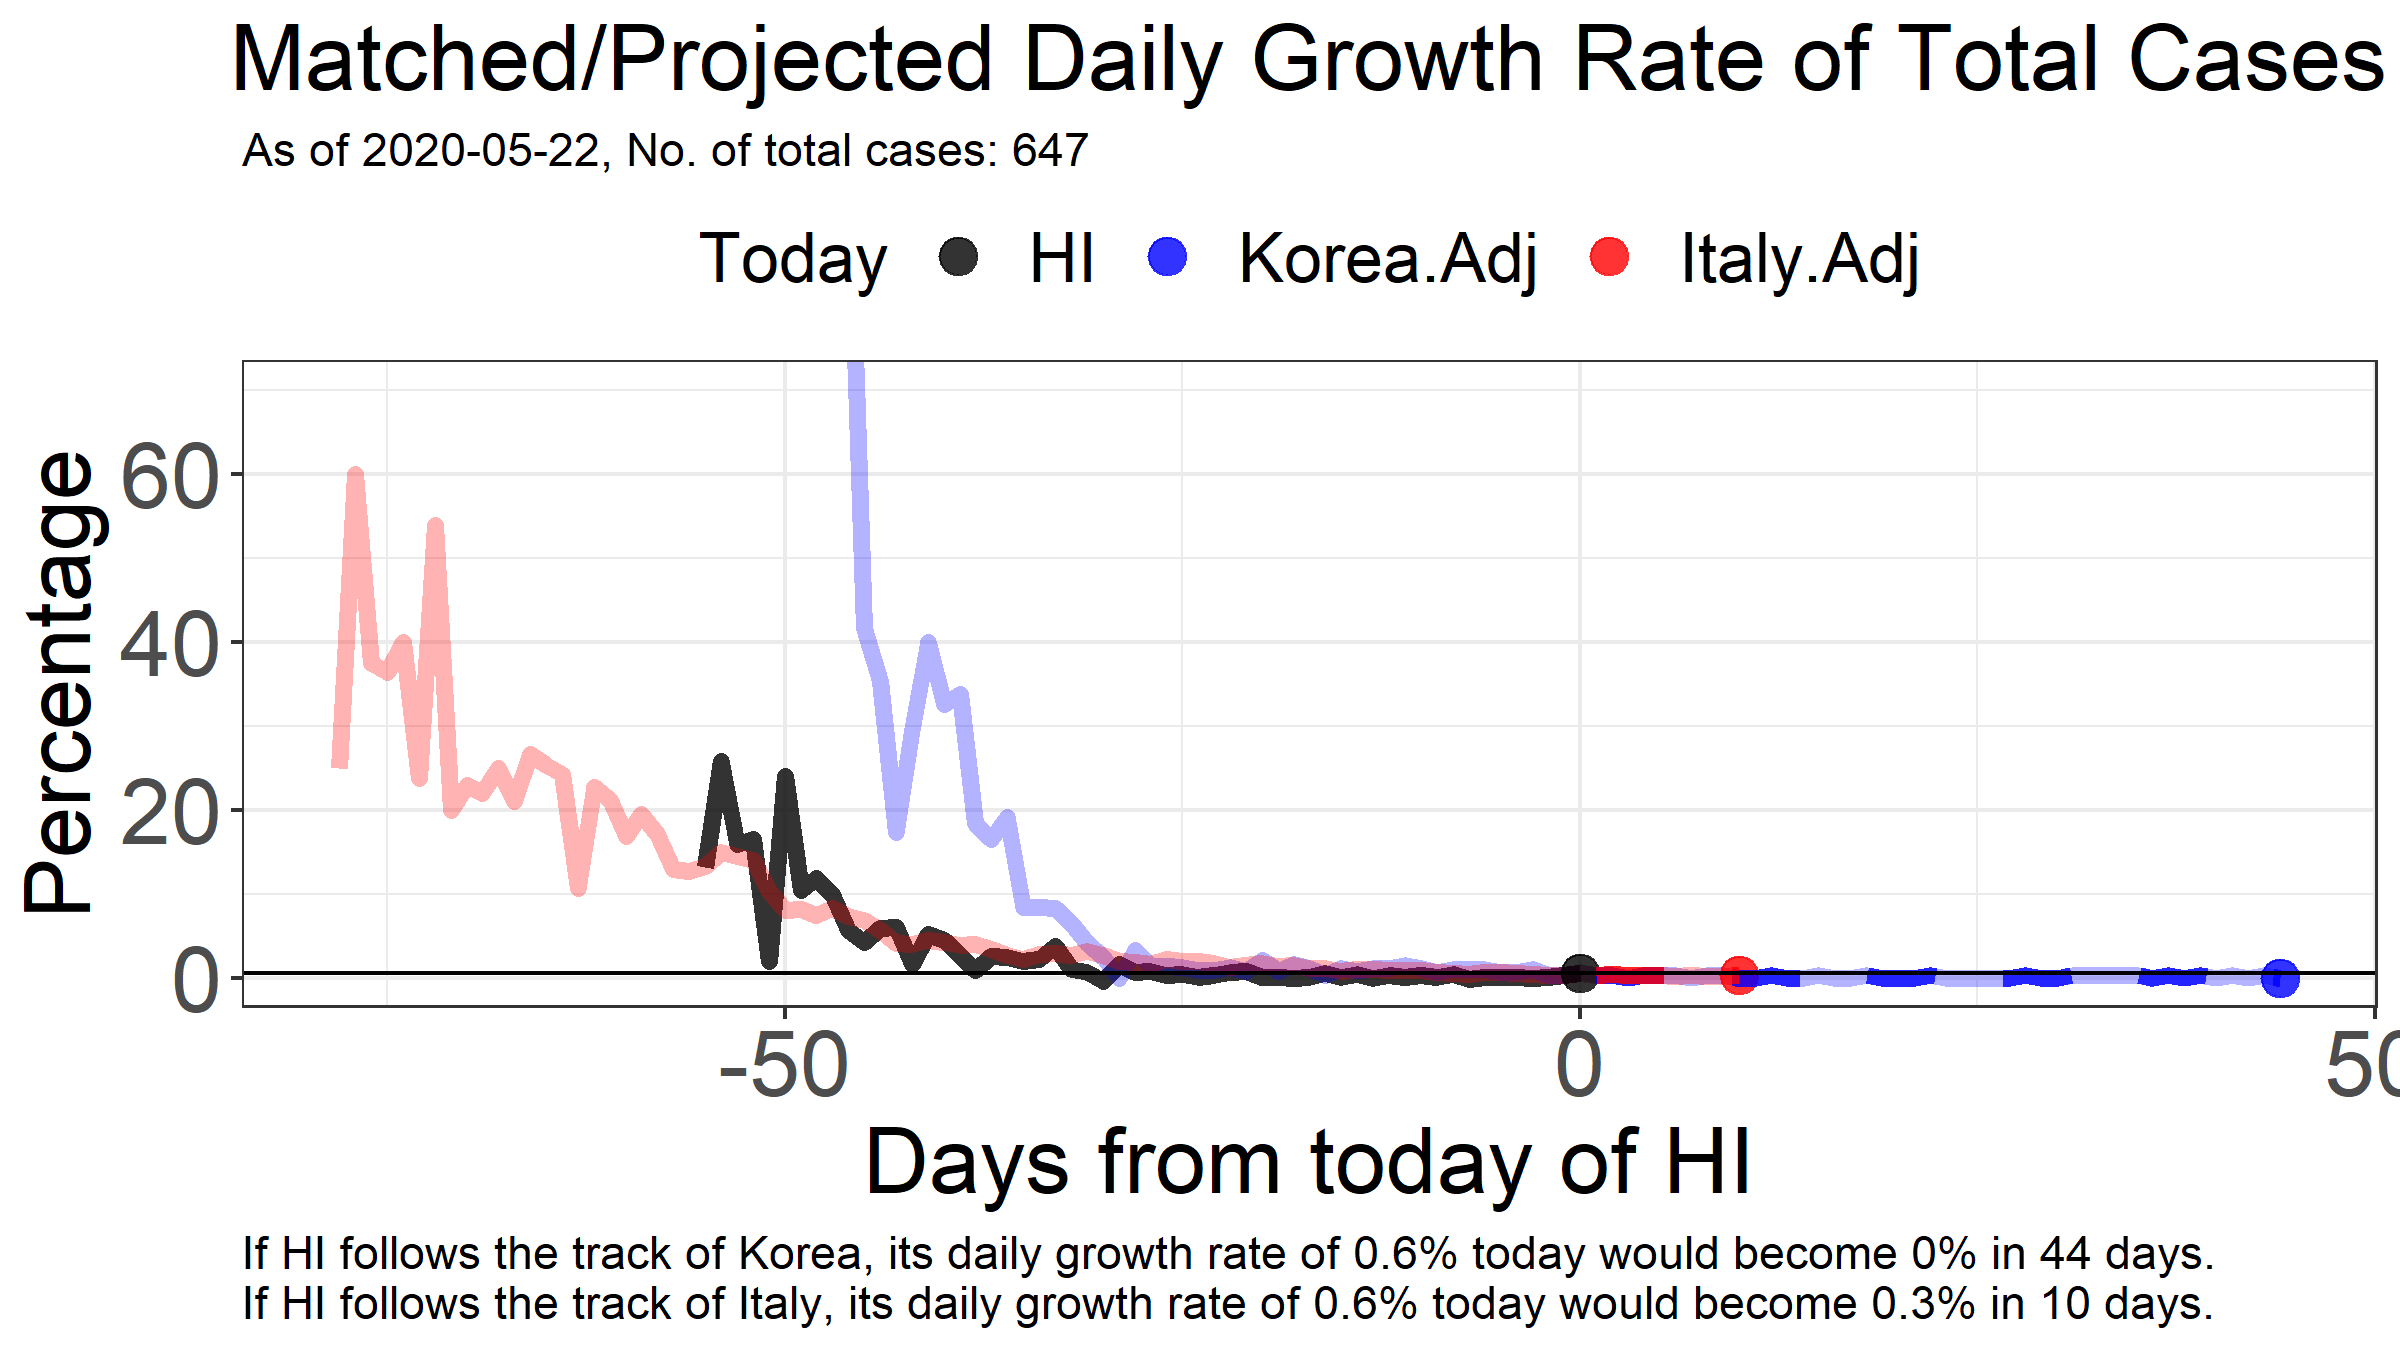 Matched/Projected Daily Growth Rate of Total Cases
As of 2020-05-22, No. of total cases: 647
Today HI Korea.Adj Italy.Adj
Percentage
60
40
20
0
-50 0 50
Days from today of HI
If HI follows the track of Korea, its daily growth rate of 0.6% today would become 0% in 44 days.
If HI follows the track of Italy, its daily growth rate of 0.6% today would become 0.3% in 10 days.